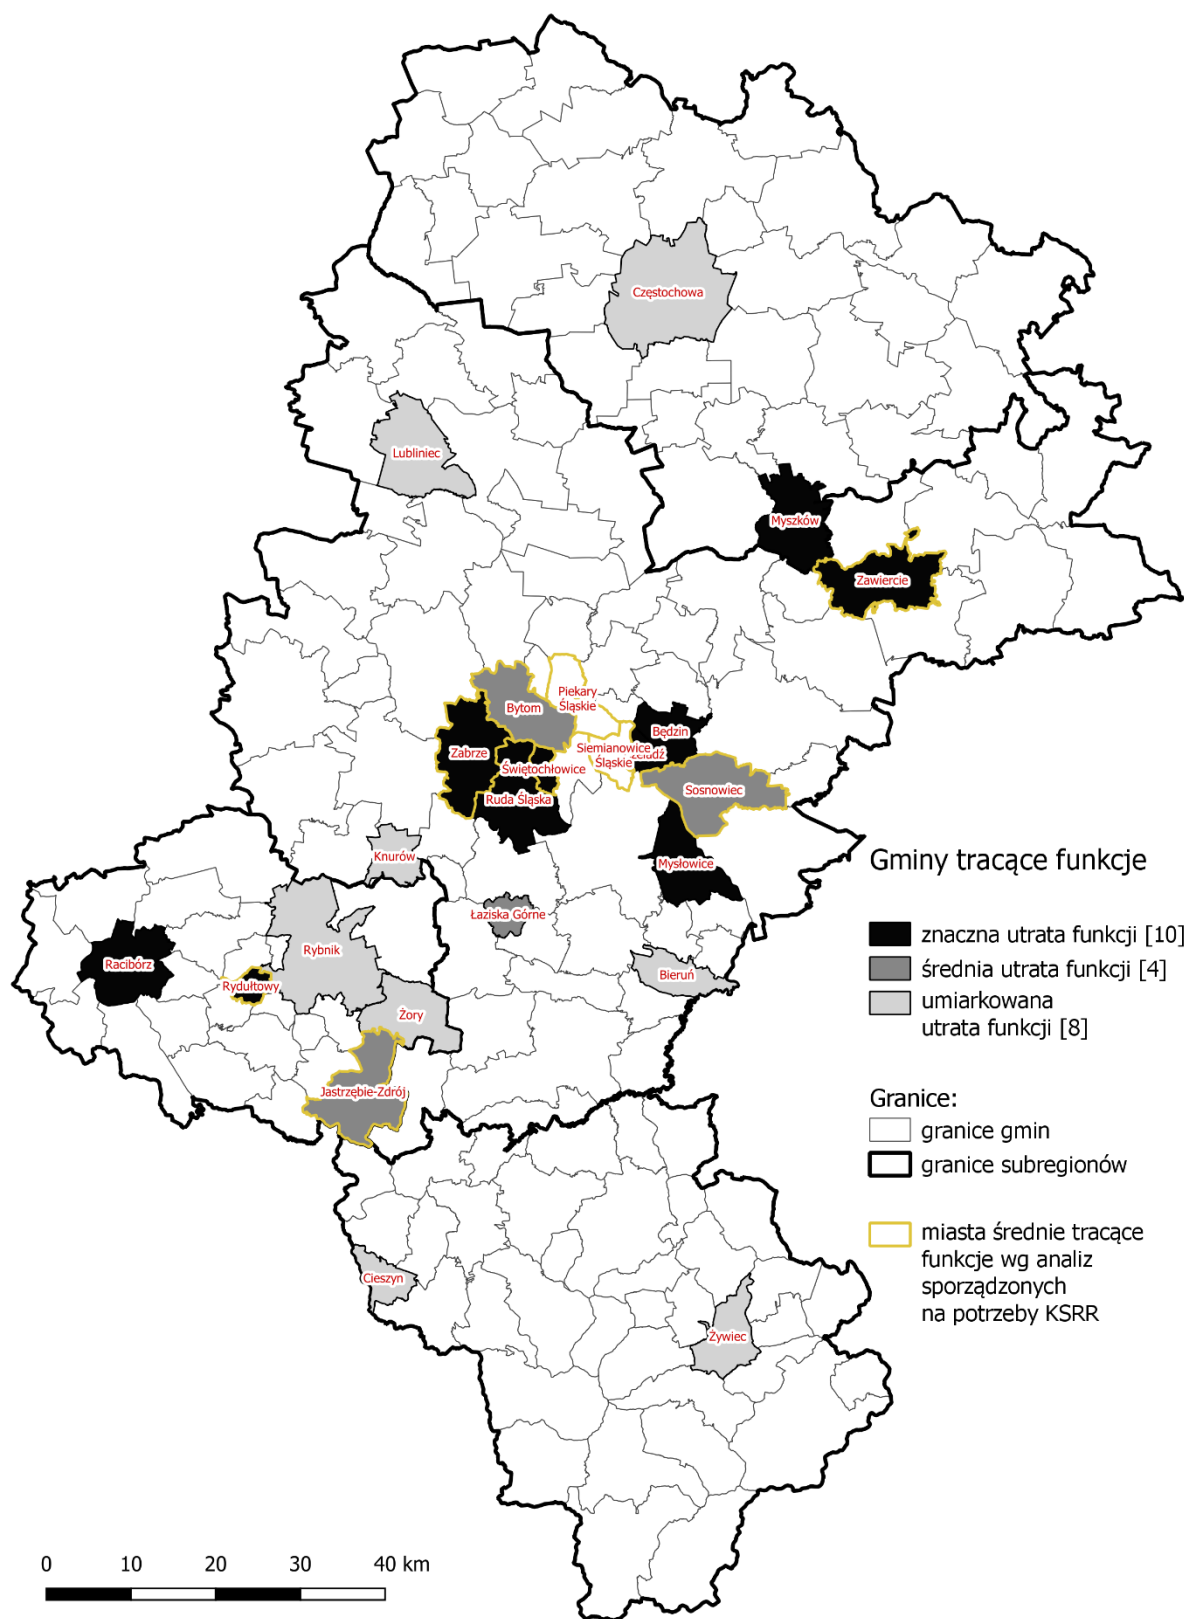 Częstochowa
Lubliniec
Myszków
Zawiercie
Piekary
Śląskie
Bytom
Będzin
Zabrze
Siemianowice
Śląskie
Świętochłowice
Sosnowiec
Ruda Śląska
Mysłowice
Knurów
Łaziska Górne
Rybnik
Racibórz
Bieruń
Rydułtowy
Żory
Jastrzębie-Zdrój
Cieszyn
Żywiec
Gminy tracące funkcje
znaczna utrata funkcji [10]
średnia utrata funkcji [4]
umiarkowana
utrata funkcji [8]
Granice:
granice gmin
granice subregionów
miasta średnie tracące
funkcje wg analiz
sporządzonych
na potrzeby KSRR
0 10 20 30 40 km